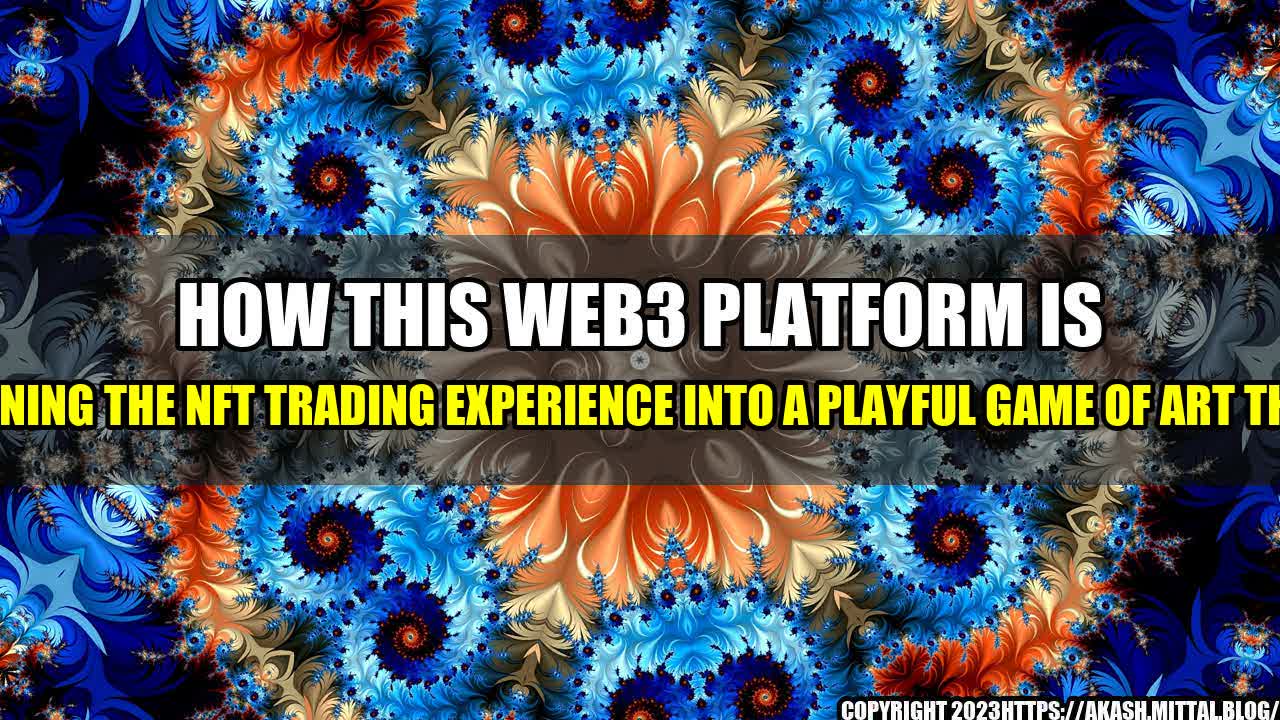 HOW THIS WEB3 PLATFORM IS
NING THE NFT TRADING EXPERIENCE INTO A PLAYFUL GAME OF ART
COPYRIGHT 2023HTTPS://AKASH.MITTAL.BLOG/